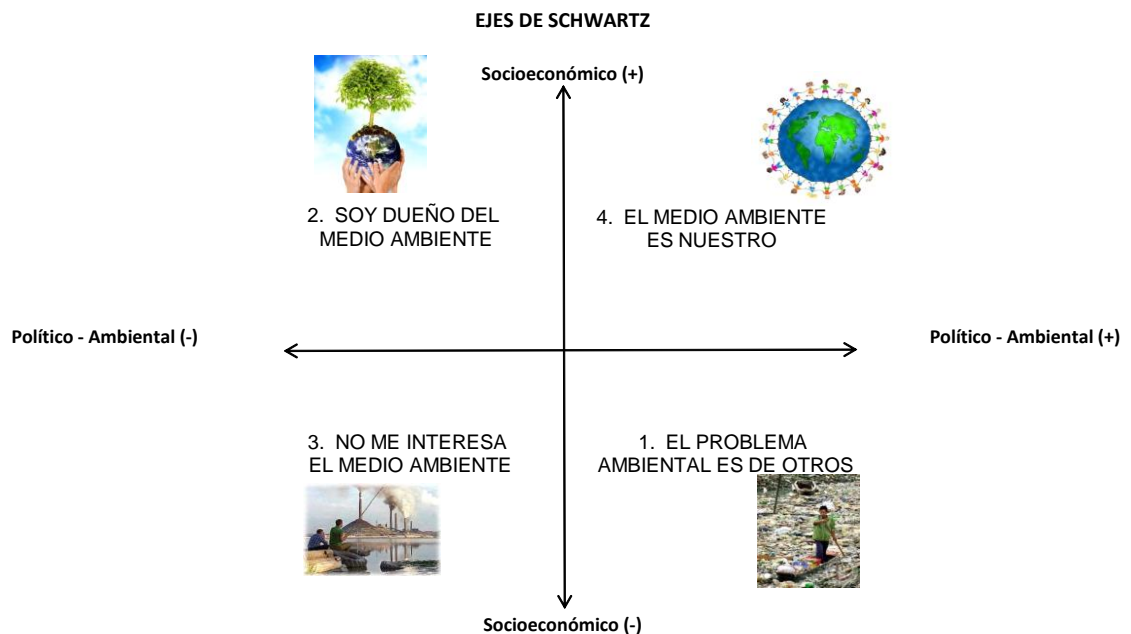 EJES DE SCHWARTZ
Socioeconómico (+)
2. SOY DUEÑO DEL
MEDIO AMBIENTE
4. EL MEDIO AMBIENTE
ES NUESTRO
Político - Ambiental (-)
Político - Ambiental (+)
3. NO ME INTERESA
EL MEDIO AMBIENTE
1. EL PROBLEMA
AMBIENTAL ES DE OTROS
Socioeconómico (-)